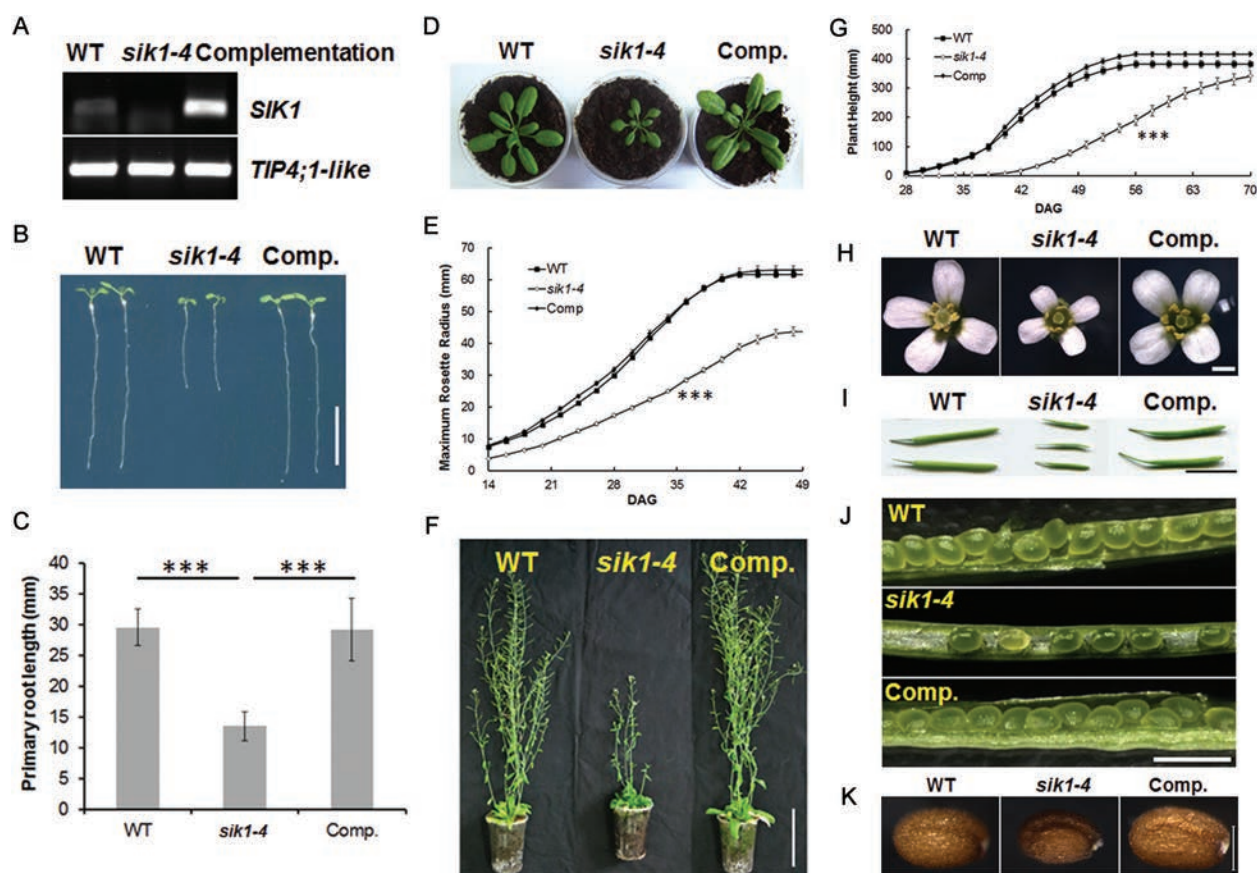 A
WT sik1-4 Complementation
SIK1
TIP4;1-like
B
WT sik1-4 Comp.
C
Primary root length (mm)
40
35
30
25
20
15
10
5
0
*** ***
WT sik1-4 Comp.
D
WT sik1-4 Comp.
E
Maximum Rosette Radius (mm)
70
60
50
40
30
20
10
0
WT
sik1-4
Comp
***
14 21 28 35 42 49
DAG
F
WT sik1-4 Comp.
G
Plant Height (mm)
500
400
300
200
100
0
WT
sik1-4
Comp
***
28 35 42 49 56 63 70
DAG
H
WT sik1-4 Comp.
I
WT sik1-4 Comp.
J
WT
sik1-4
Comp.
K
WT sik1-4 Comp.